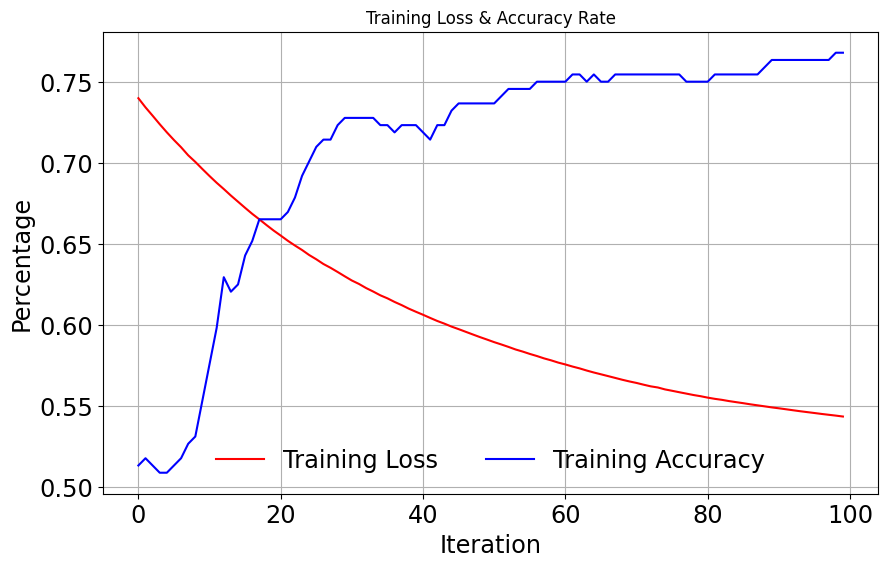 Training Loss & Accuracy Rate
0.75
0.70
0.65
0.60
0.55
0.50
Percentage
Training Loss
Training Accuracy
0 20 40 60 80 100
Iteration